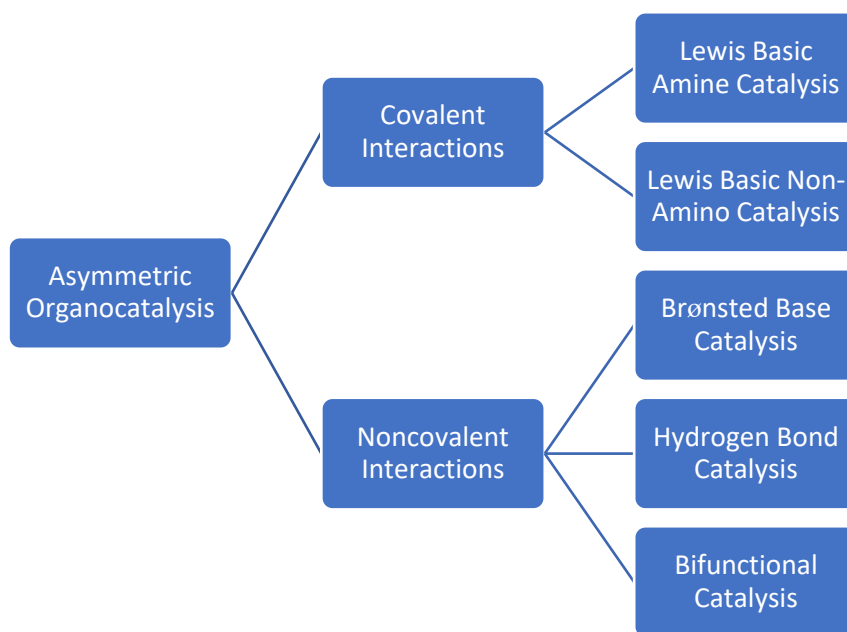 Asymmetric
Organocatalysis
Covalent
Interactions
Lewis Basic
Amine Catalysis
Lewis Basic Non-
Amino Catalysis
Noncovalent
Interactions
Brønsted Base
Catalysis
Hydrogen Bond
Catalysis
Bifunctional
Catalysis